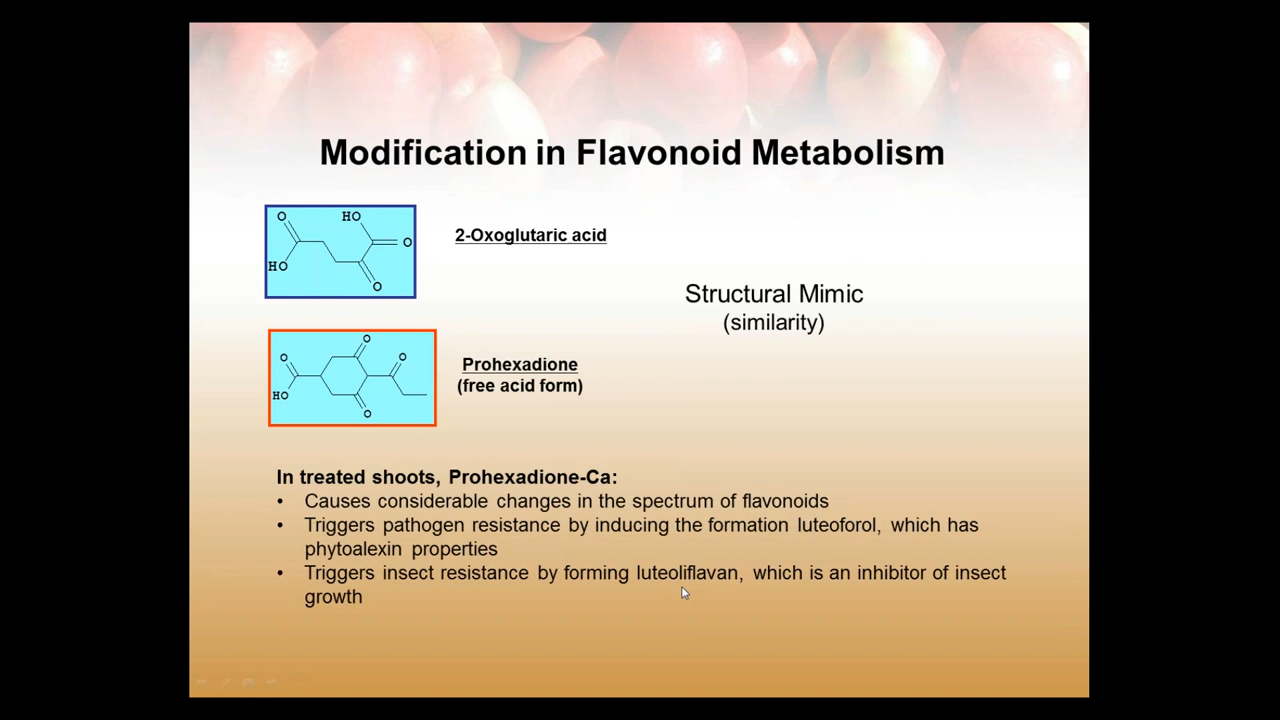 Modification in Flavonoid Metabolism
O
HO
O
HO
O
2-Oxoglutaric acid
Structural Mimic
(similarity)
O
O
O
HO
O
Prohexadione
(free acid form)
In treated shoots, Prohexadione-Ca:
• Causes considerable changes in the spectrum of flavonoids
• Triggers pathogen resistance by inducing the formation luteoforol, which has
phytoalexin properties
• Triggers insect resistance by forming luteoliflavan, which is an inhibitor of insect
growth